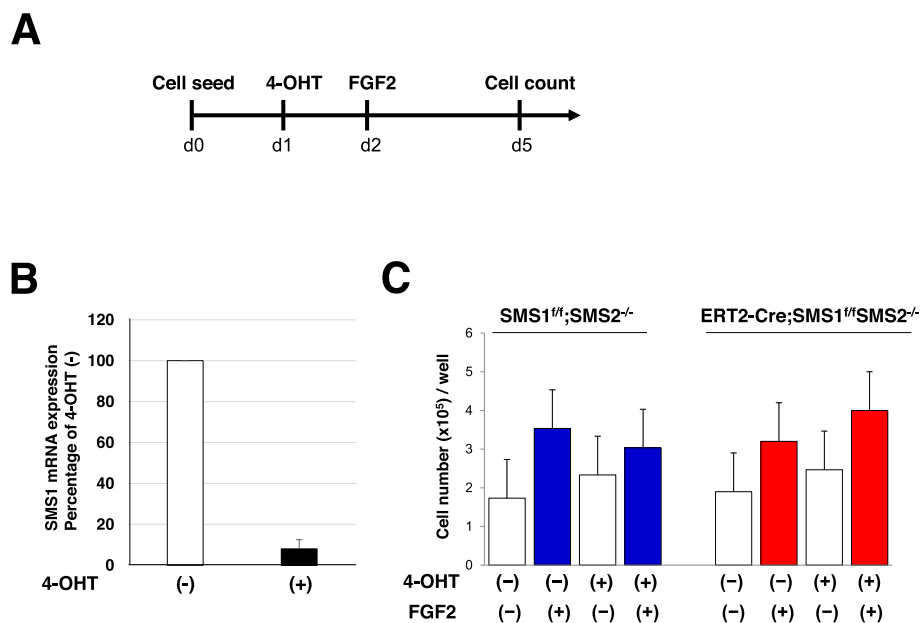 A
Cell seed 4-OHT FGF2 Cell count
d0 d1 d2 d5
B
SMS1 mRNA expression
Percentage of 4-OHT (-)
120
100
80
60
40
20
0
4-OHT (-) (+)
C
SMS1f/f;SMS2-/- ERT2-Cre;SMS1f/fSMS2-/-
Cell number (x10⁵) / well
6
5
4
3
2
1
0
4-OHT (−) (−) (+) (+) (−) (−) (+) (+)
FGF2 (−) (+) (−) (+) (−) (+) (−) (+)